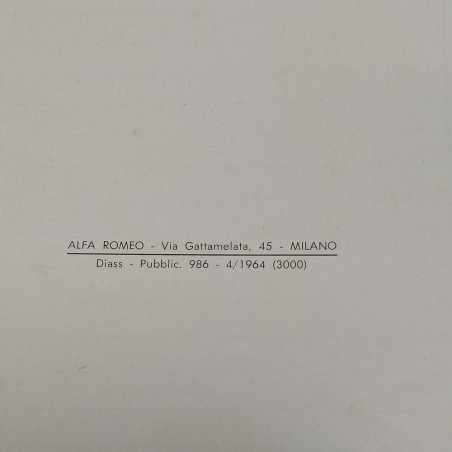 ALFA ROMEO - Via Gattamelata, 45 - MILANO
Diass - Pubblic. 986 - 4/1964 (3000)